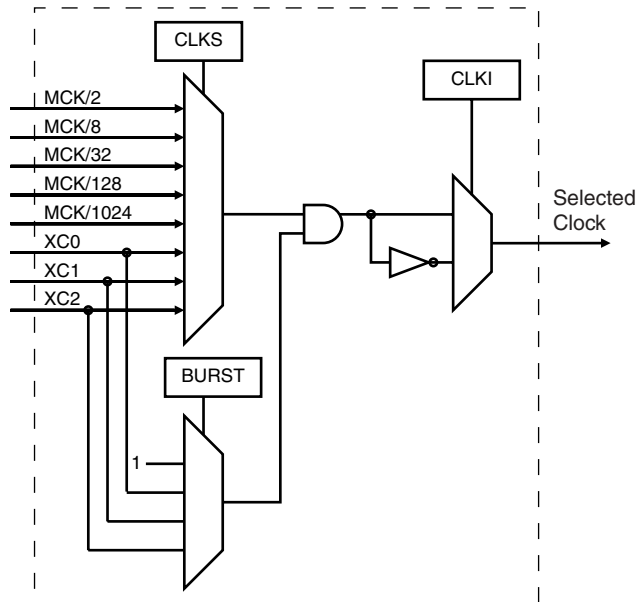 CLKS
CLKI
MCK/2
MCK/8
MCK/32
MCK/128
MCK/1024
XC0
XC1
XC2
Selected
Clock
BURST
1